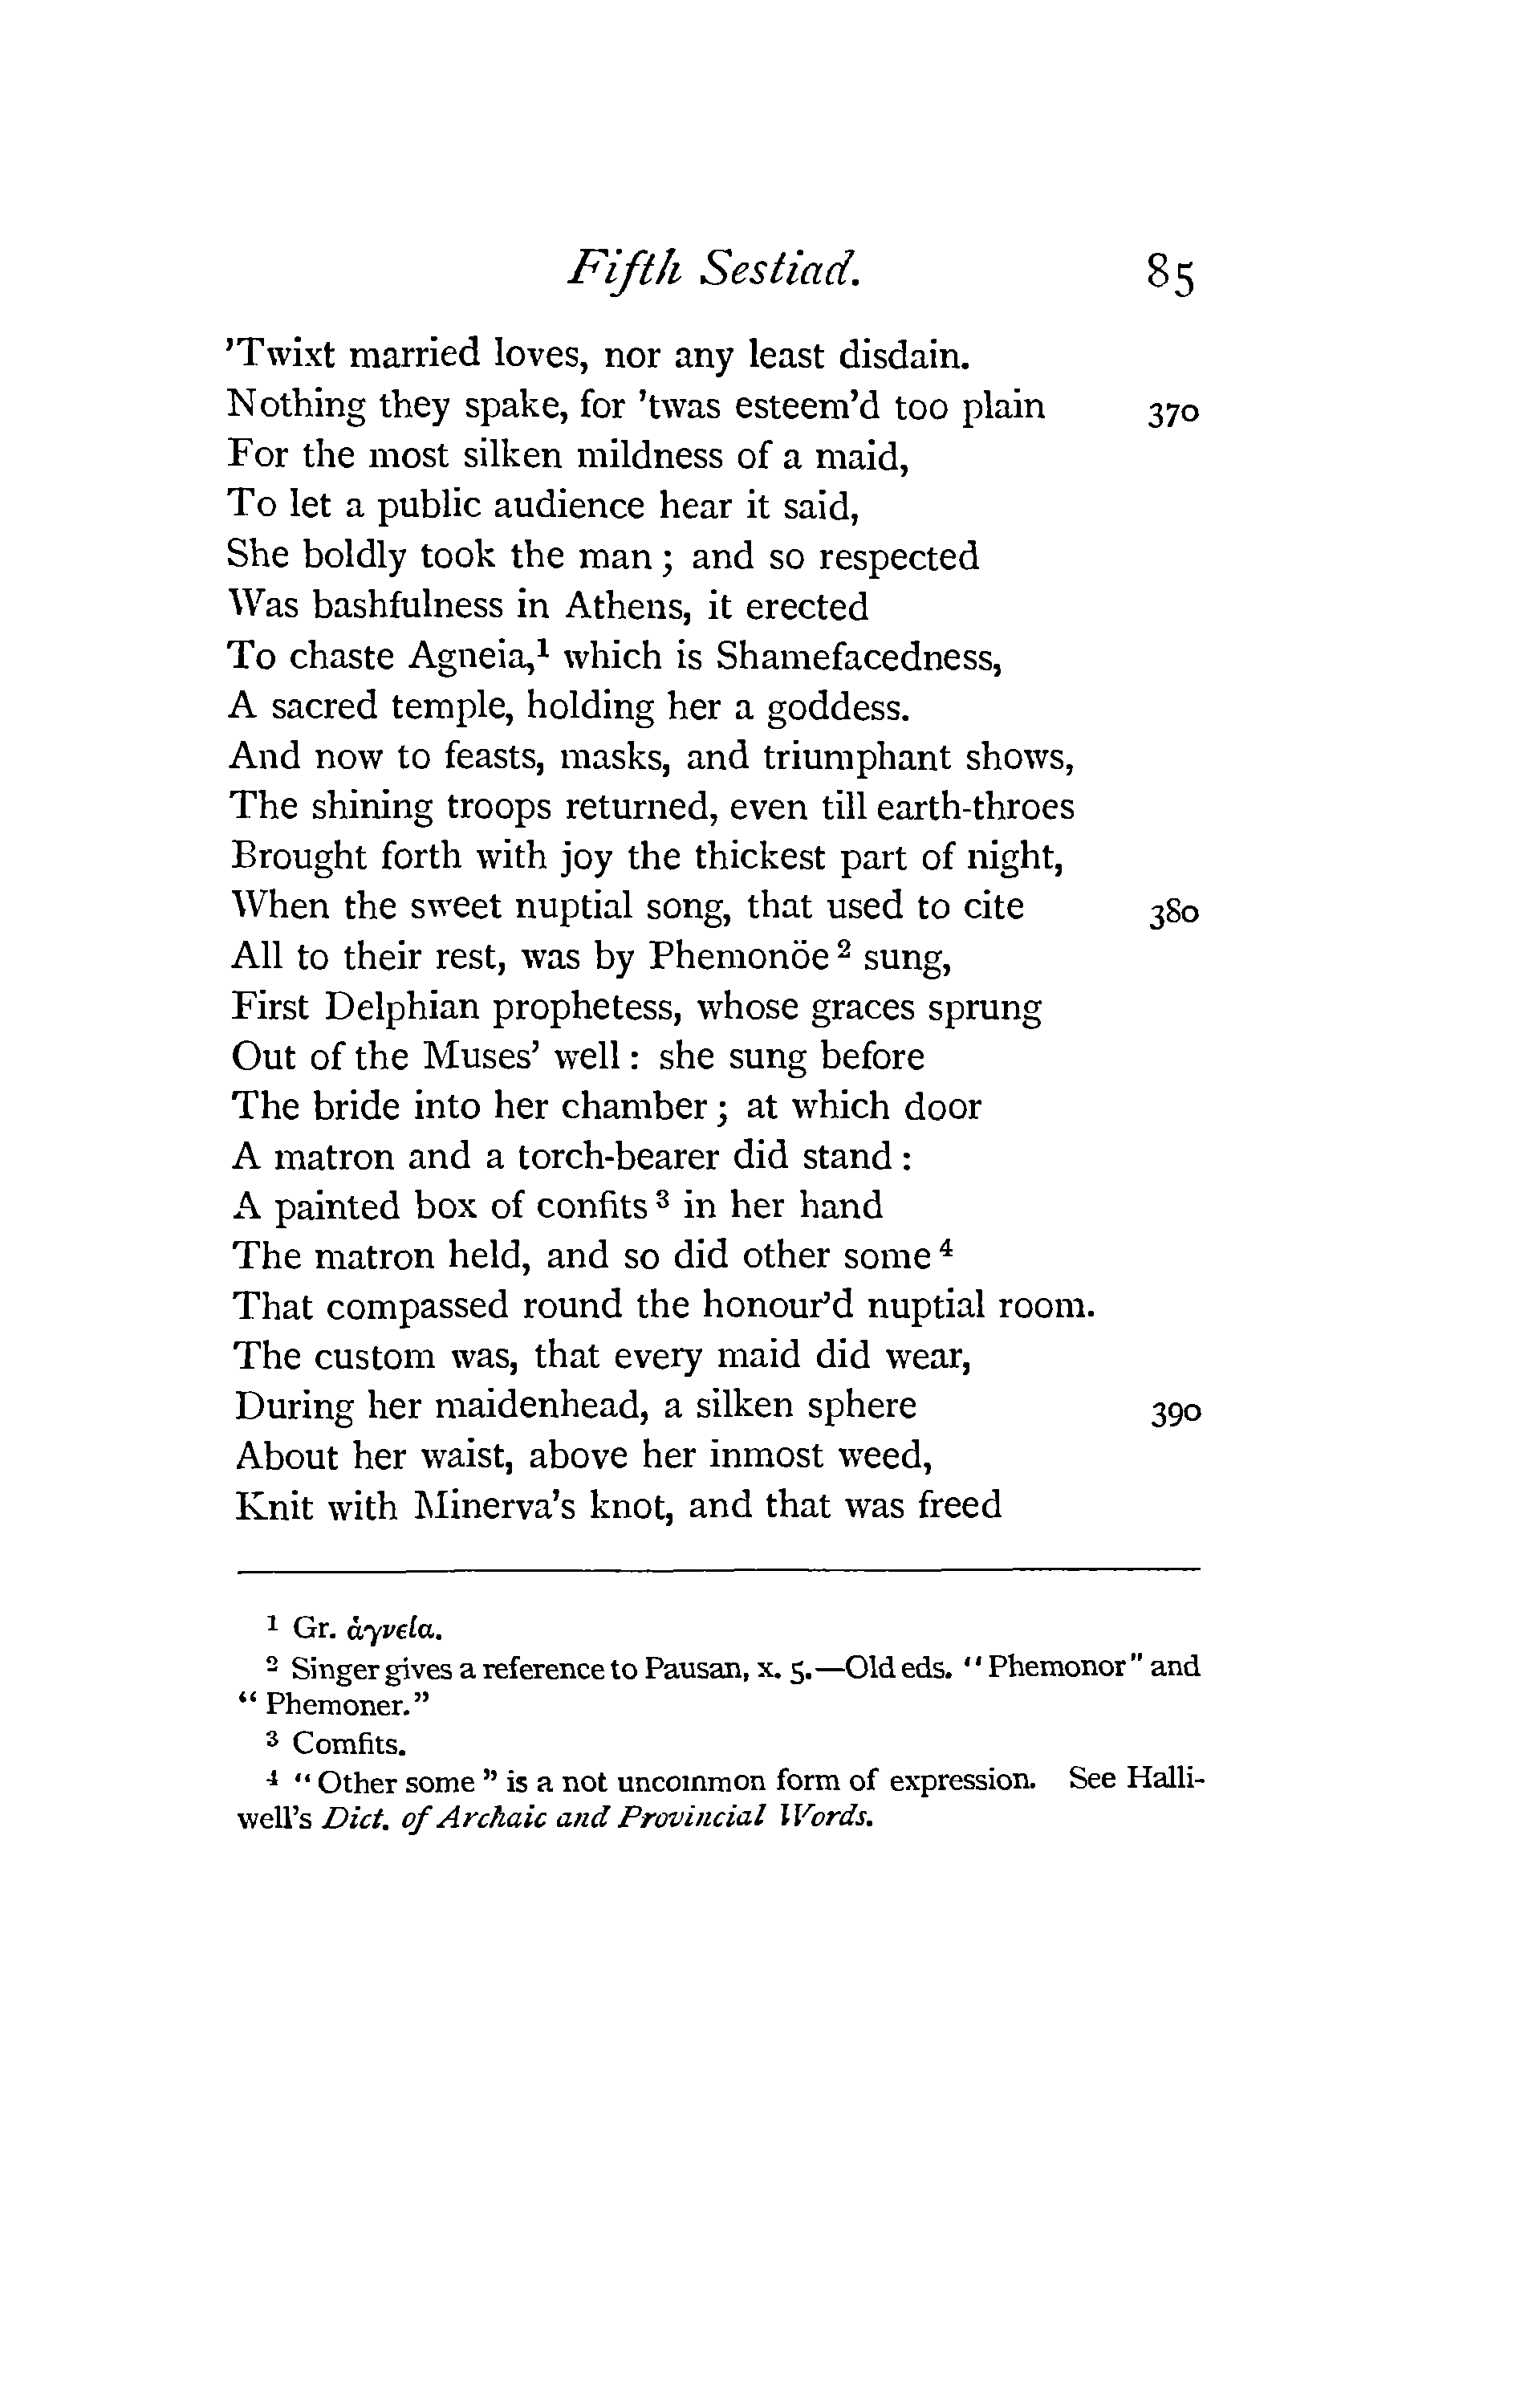 Fifth Sestiad. 85
’Twixt married loves, nor any least disdain.
Nothing they spake, for ’twas esteem’d too plain 370
For the most silken mildness of a maid,
To let a public audience hear it said,
She boldly took the man ; and so respected
Was bashfulness in Athens, it erected
To chaste Agneia,¹ which is Shamefacedness,
A sacred temple, holding her a goddess.
And now to feasts, masks, and triumphant shows,
The shining troops returned, even till earth-throes
Brought forth with joy the thickest part of night,
When the sweet nuptial song, that used to cite 380
All to their rest, was by Phemonöe ² sung,
First Delphian prophetess, whose graces sprung
Out of the Muses’ well : she sung before
The bride into her chamber ; at which door
A matron and a torch-bearer did stand :
A painted box of confits ³ in her hand
The matron held, and so did other some ⁴
That compassed round the honour’d nuptial room.
The custom was, that every maid did wear,
During her maidenhead, a silken sphere 390
About her waist, above her inmost weed,
Knit with Minerva’s knot, and that was freed
¹ Gr. ἁγνεία.
² Singer gives a reference to Pausan, x. 5.—Old eds. “Phemonor” and
“Phemoner.”
³ Comfits.
⁴ “Other some” is a not uncommon form of expression. See Halli-
well’s Dict. of Archaic and Provincial Words.